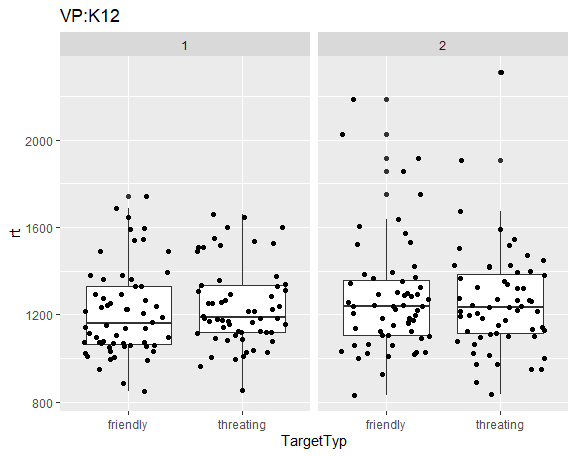 VP:K12
1 2
rt
2000
1600
1200
800
friendly threating friendly threating
TargetTyp